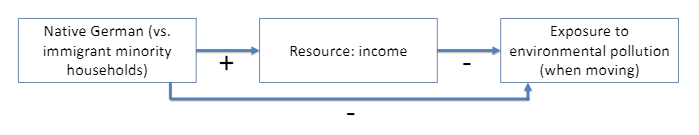 Native German (vs.
immigrant minority
households)
+
Resource: income
-
Exposure to
environmental pollution
(when moving)
-